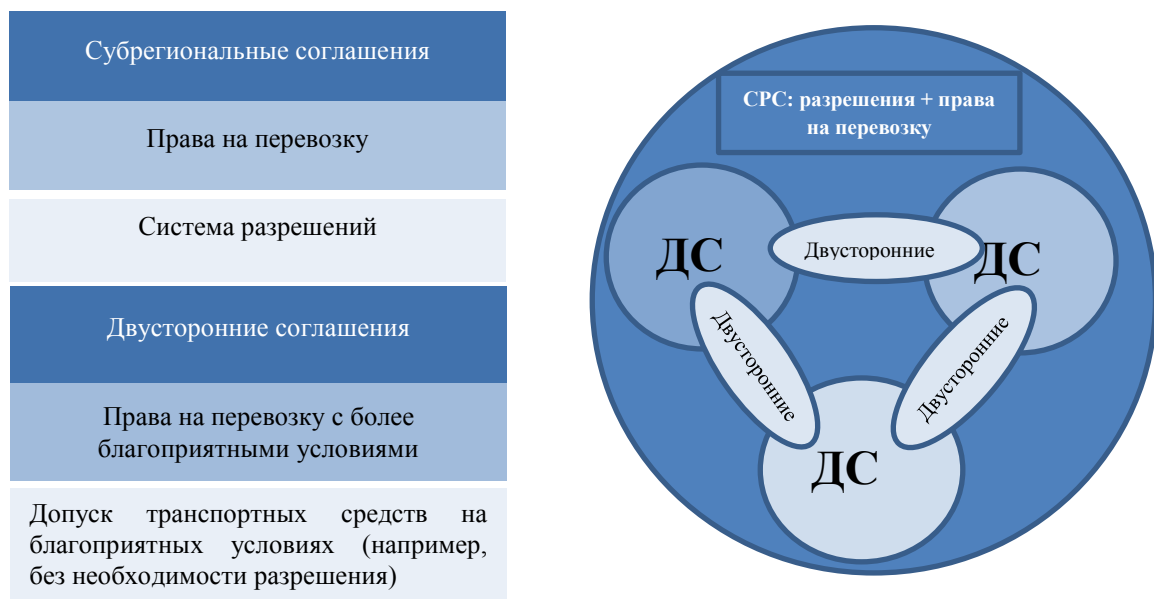 Субрегиональные соглашения
Права на перевозку
Система разрешений
Двусторонние соглашения
Права на перевозку с более
благоприятными условиями
Допуск транспортных средств на
благоприятных условиях (например,
без необходимости разрешения)
СРС: разрешения + права
на перевозку
ДС
Двусторонние
ДС
Двусторонние
Двусторонние
ДС